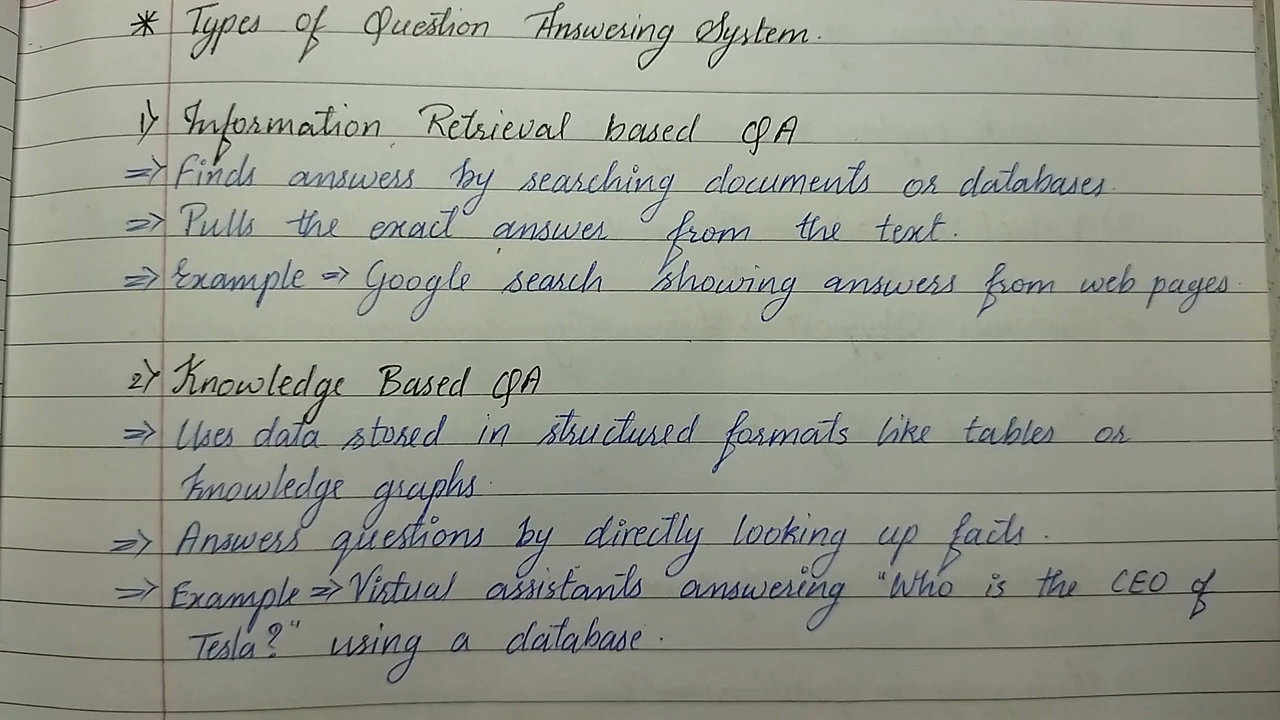 * Types of Question Answering System.
1) Information Retrieval based QA
=> Finds answers by searching documents or databases.
=> Pulls the exact answer from the text.
=> Example => Google search showing answers from web pages.
2) Knowledge Based QA
=> Uses data stored in structured formats like tables or
knowledge graphs.
=> Answers questions by directly looking up facts.
=> Example => Virtual assistants answering "Who is the CEO of
Tesla?" using a database.